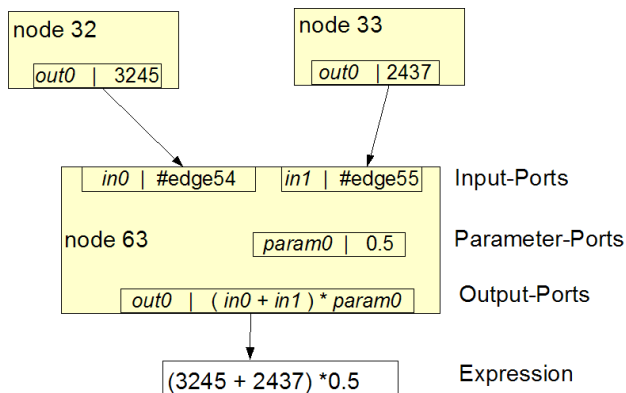 node 32
node 33
out0 | 3245
out0 | 2437
in0 | #edge54
in1 | #edge55
Input-Ports
node 63
param0 | 0.5
Parameter-Ports
out0 | ( in0 + in1 ) * param0
Output-Ports
(3245 + 2437) *0.5
Expression